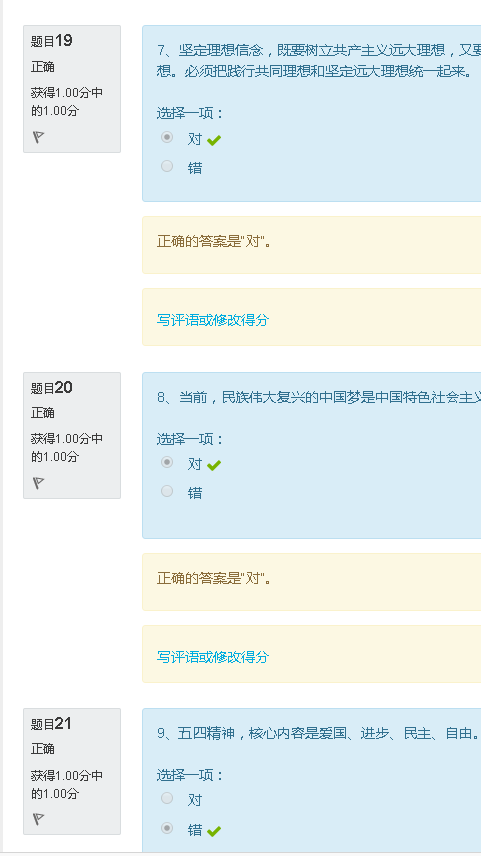 题目19
正确
获得1.00分中
的1.00分
7、坚定理想信念，既要树立共产主义远大理想，又要
想。必须把践行共同理想和坚定远大理想统一起来。
选择一项：
对
错
正确的答案是“对”。
写评语或修改得分
题目20
正确
获得1.00分中
的1.00分
8、当前，民族伟大复兴的中国梦是中国特色社会主义
选择一项：
对
错
正确的答案是“对”。
写评语或修改得分
题目21
正确
获得1.00分中
的1.00分
9、五四精神，核心内容是爱国、进步、民主、自由。
选择一项：
对
错